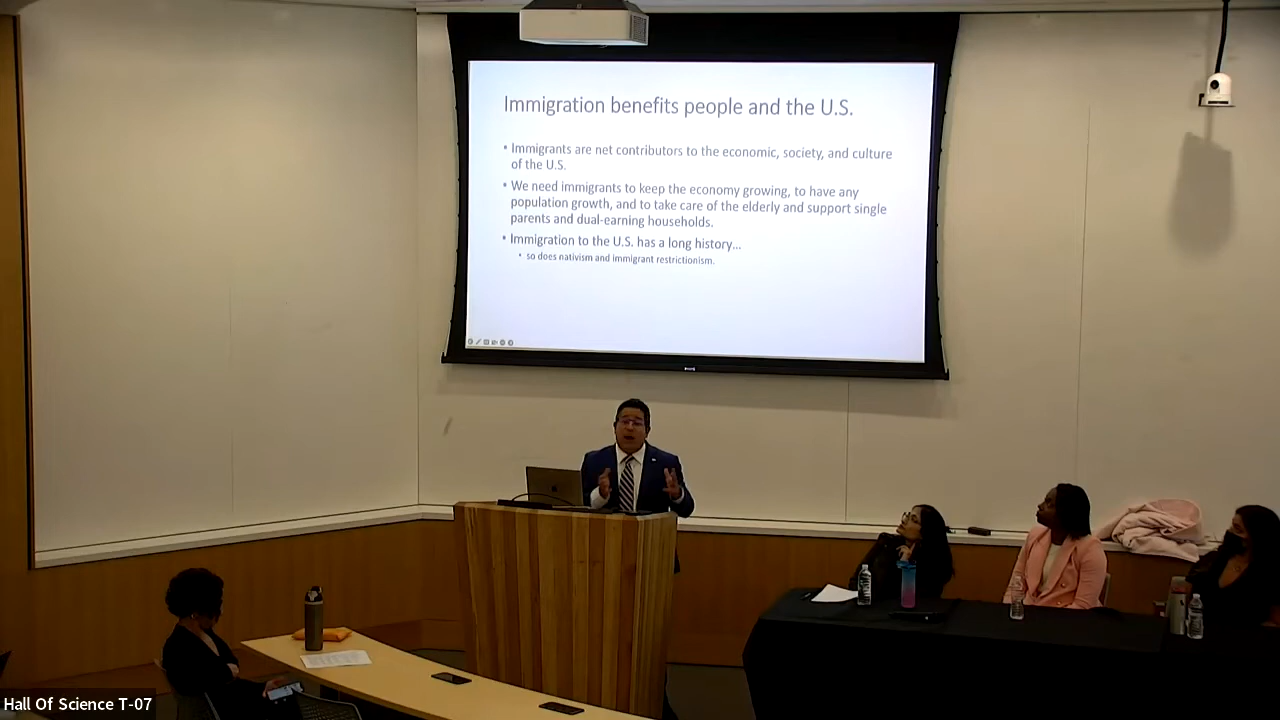 Immigration benefits people and the U.S.
• Immigrants are net contributors to the economic, society, and culture
of the U.S.
• We need immigrants to keep the economy growing, to have any
population growth, and to take care of the elderly and support single
parents and dual-earning households.
• Immigration to the U.S. has a long history...
• so does nativism and immigrant restrictionism.
Hall Of Science T-07